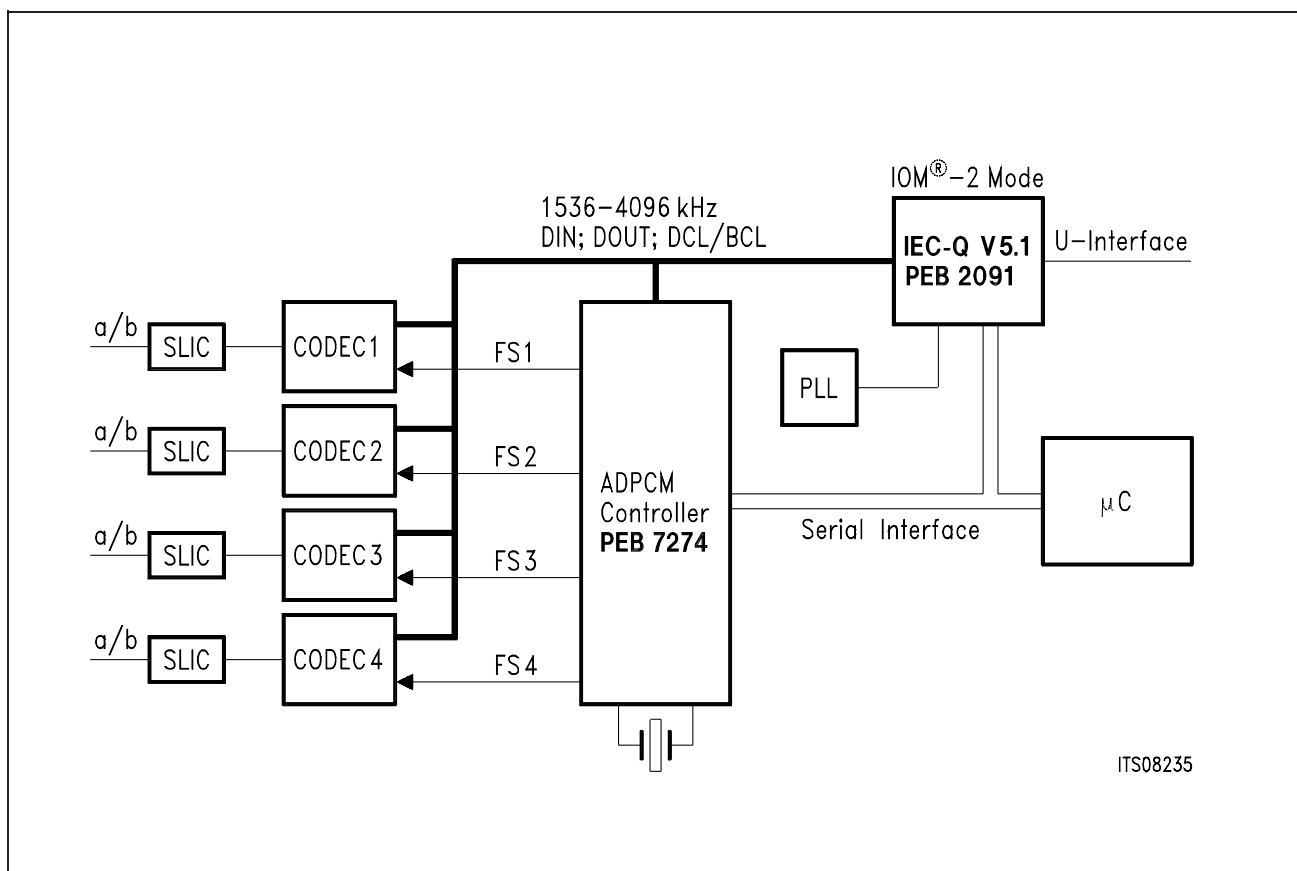 IOM®-2 Mode
1536-4096 kHz
DIN; DOUT; DCL/BCL
IEC-Q V5.1
PEB 2091
U-Interface
a/b
SLIC
CODEC1
FS1
PLL
a/b
SLIC
CODEC2
FS2
ADPCM
Controller
PEB 7274
Serial Interface
µC
a/b
SLIC
CODEC3
FS3
a/b
SLIC
CODEC4
FS4
ITS08235